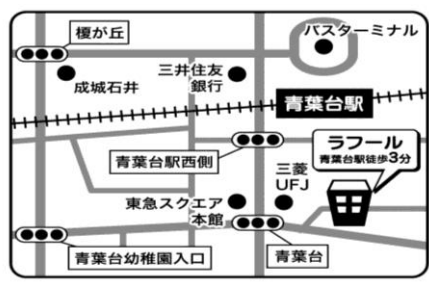 榎が丘
バスターミナル
成城石井
三井住友
銀行
青葉台駅
ラフール
青葉台駅徒歩3分
青葉台駅西側
三菱
UFJ
東急スクエア
本館
青葉台幼稚園入口
青葉台